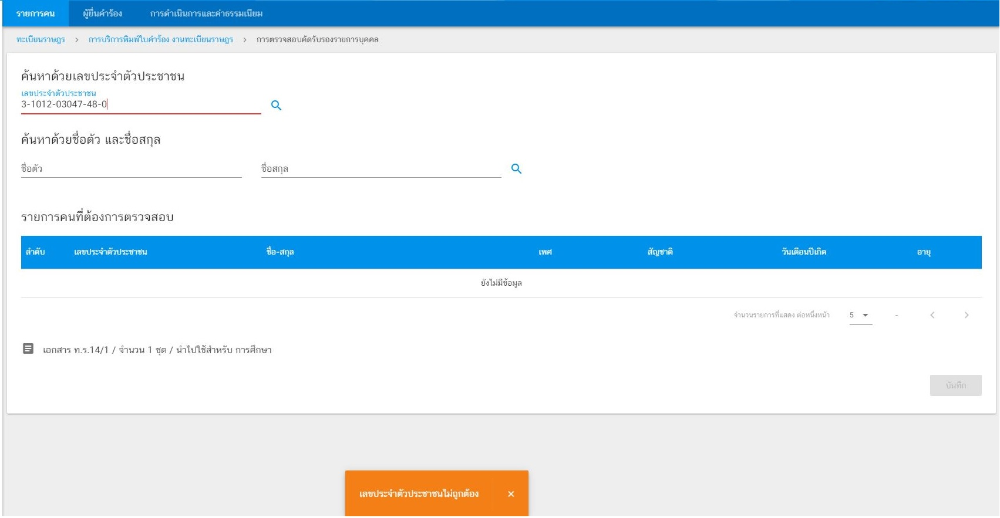 รายการคน ผู้ยื่นคำร้อง การดำเนินการและค่าธรรมเนียม
ทะเบียนราษฎร > การบริการพิมพ์ใบคำร้อง งานทะเบียนราษฎร > การตรวจสอบคัดรับรองรายการบุคคล
ค้นหาด้วยเลขประจำตัวประชาชน
เลขประจำตัวประชาชน
3-1012-03047-48-0
ค้นหาด้วยชื่อตัว และชื่อสกุล
ชื่อตัว ชื่อสกุล
รายการคนที่ต้องการตรวจสอบ
ลำดับ เลขประจำตัวประชาชน ชื่อ-สกุล เพศ สัญชาติ วันเดือนปีเกิด อายุ
ยังไม่มีข้อมูล
จำนวนรายการที่แสดง ต่อหนึ่งหน้า 5 -
เอกสาร ท.ร.14/1 / จำนวน 1 ชุด / นำไปใช้สำหรับ การศึกษา
บันทึก
เลขประจำตัวประชาชนไม่ถูกต้อง